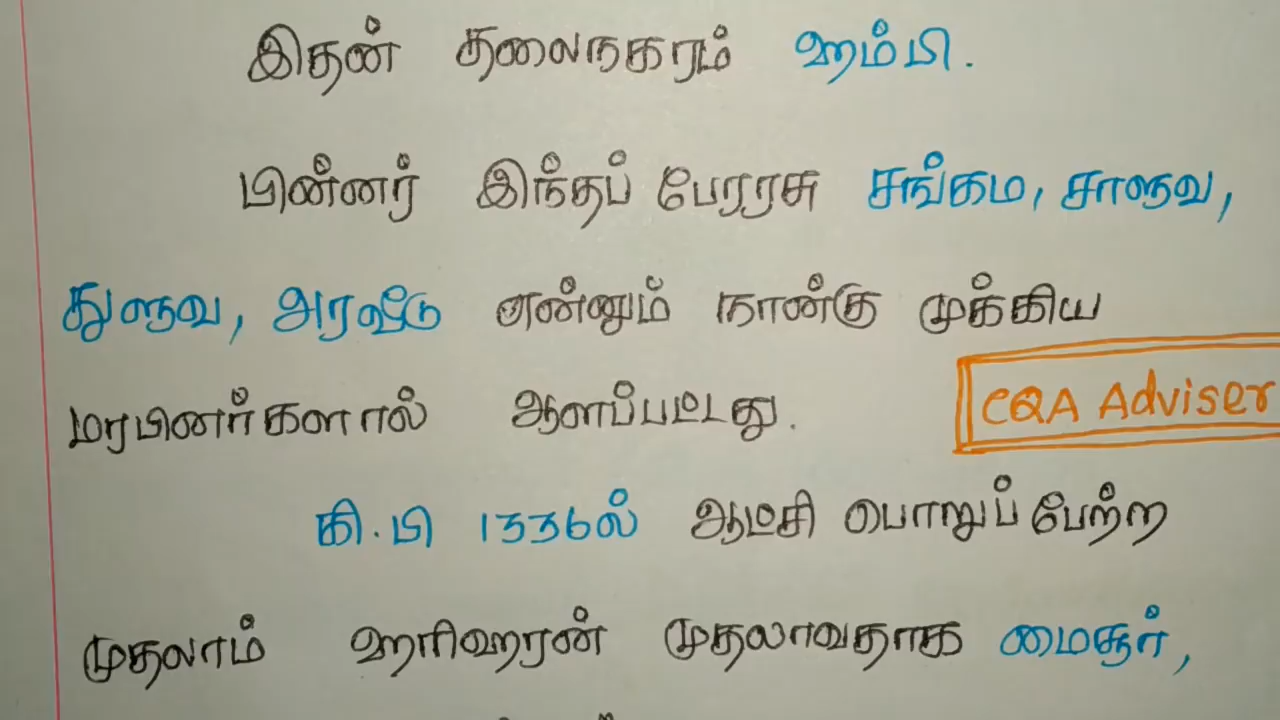 இதன் தலைநகரம் ஹம்பி.
பின்னர் இந்தப் பேரரசு சங்கம, சாளுவ,
துளுவ, அரவீடு என்னும் நான்கு முக்கிய
மரபினர்களால் ஆளப்பட்டது.
CQA Adviser
கி.பி 1336ல் ஆட்சி பொறுப்பேற்ற
முதலாம் ஹரிஹரன் முதலாவதாக மைசூர்,